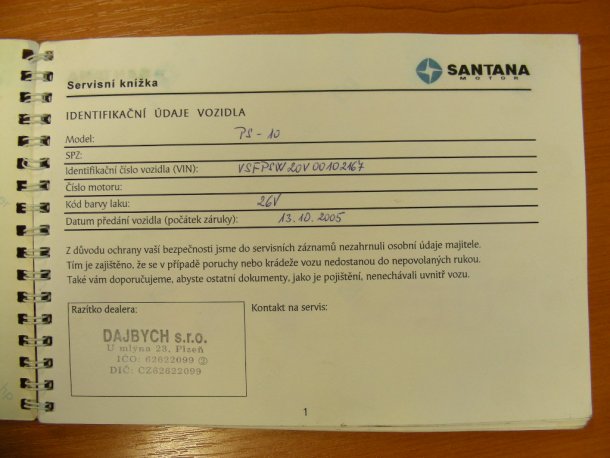 Servisní knížka
SANTANA
MOTOR
IDENTIFIKAČNÍ ÚDAJE VOZIDLA
Model: PS-10
SPZ:
Identifikační číslo vozidla (VIN): VSFPSW20V00102167
Číslo motoru:
Kód barvy laku: 26V
Datum předání vozidla (počátek záruky): 13.10.2005
Z důvodu ochrany vaší bezpečnosti jsme do servisních záznamů nezahrnuli osobní údaje majitele.
Tím je zajištěno, že se v případě poruchy nebo krádeže vozu nedostanou do nepovolaných rukou.
Také vám doporučujeme, abyste ostatní dokumenty, jako je pojištění, nenechávali uvnitř vozu.
Razítko dealera:
Kontakt na servis:
DAJBYCH s.r.o.
U mlýna 23, Plzeň
IČO: 62622099 ②
DIČ: CZ62622099
1